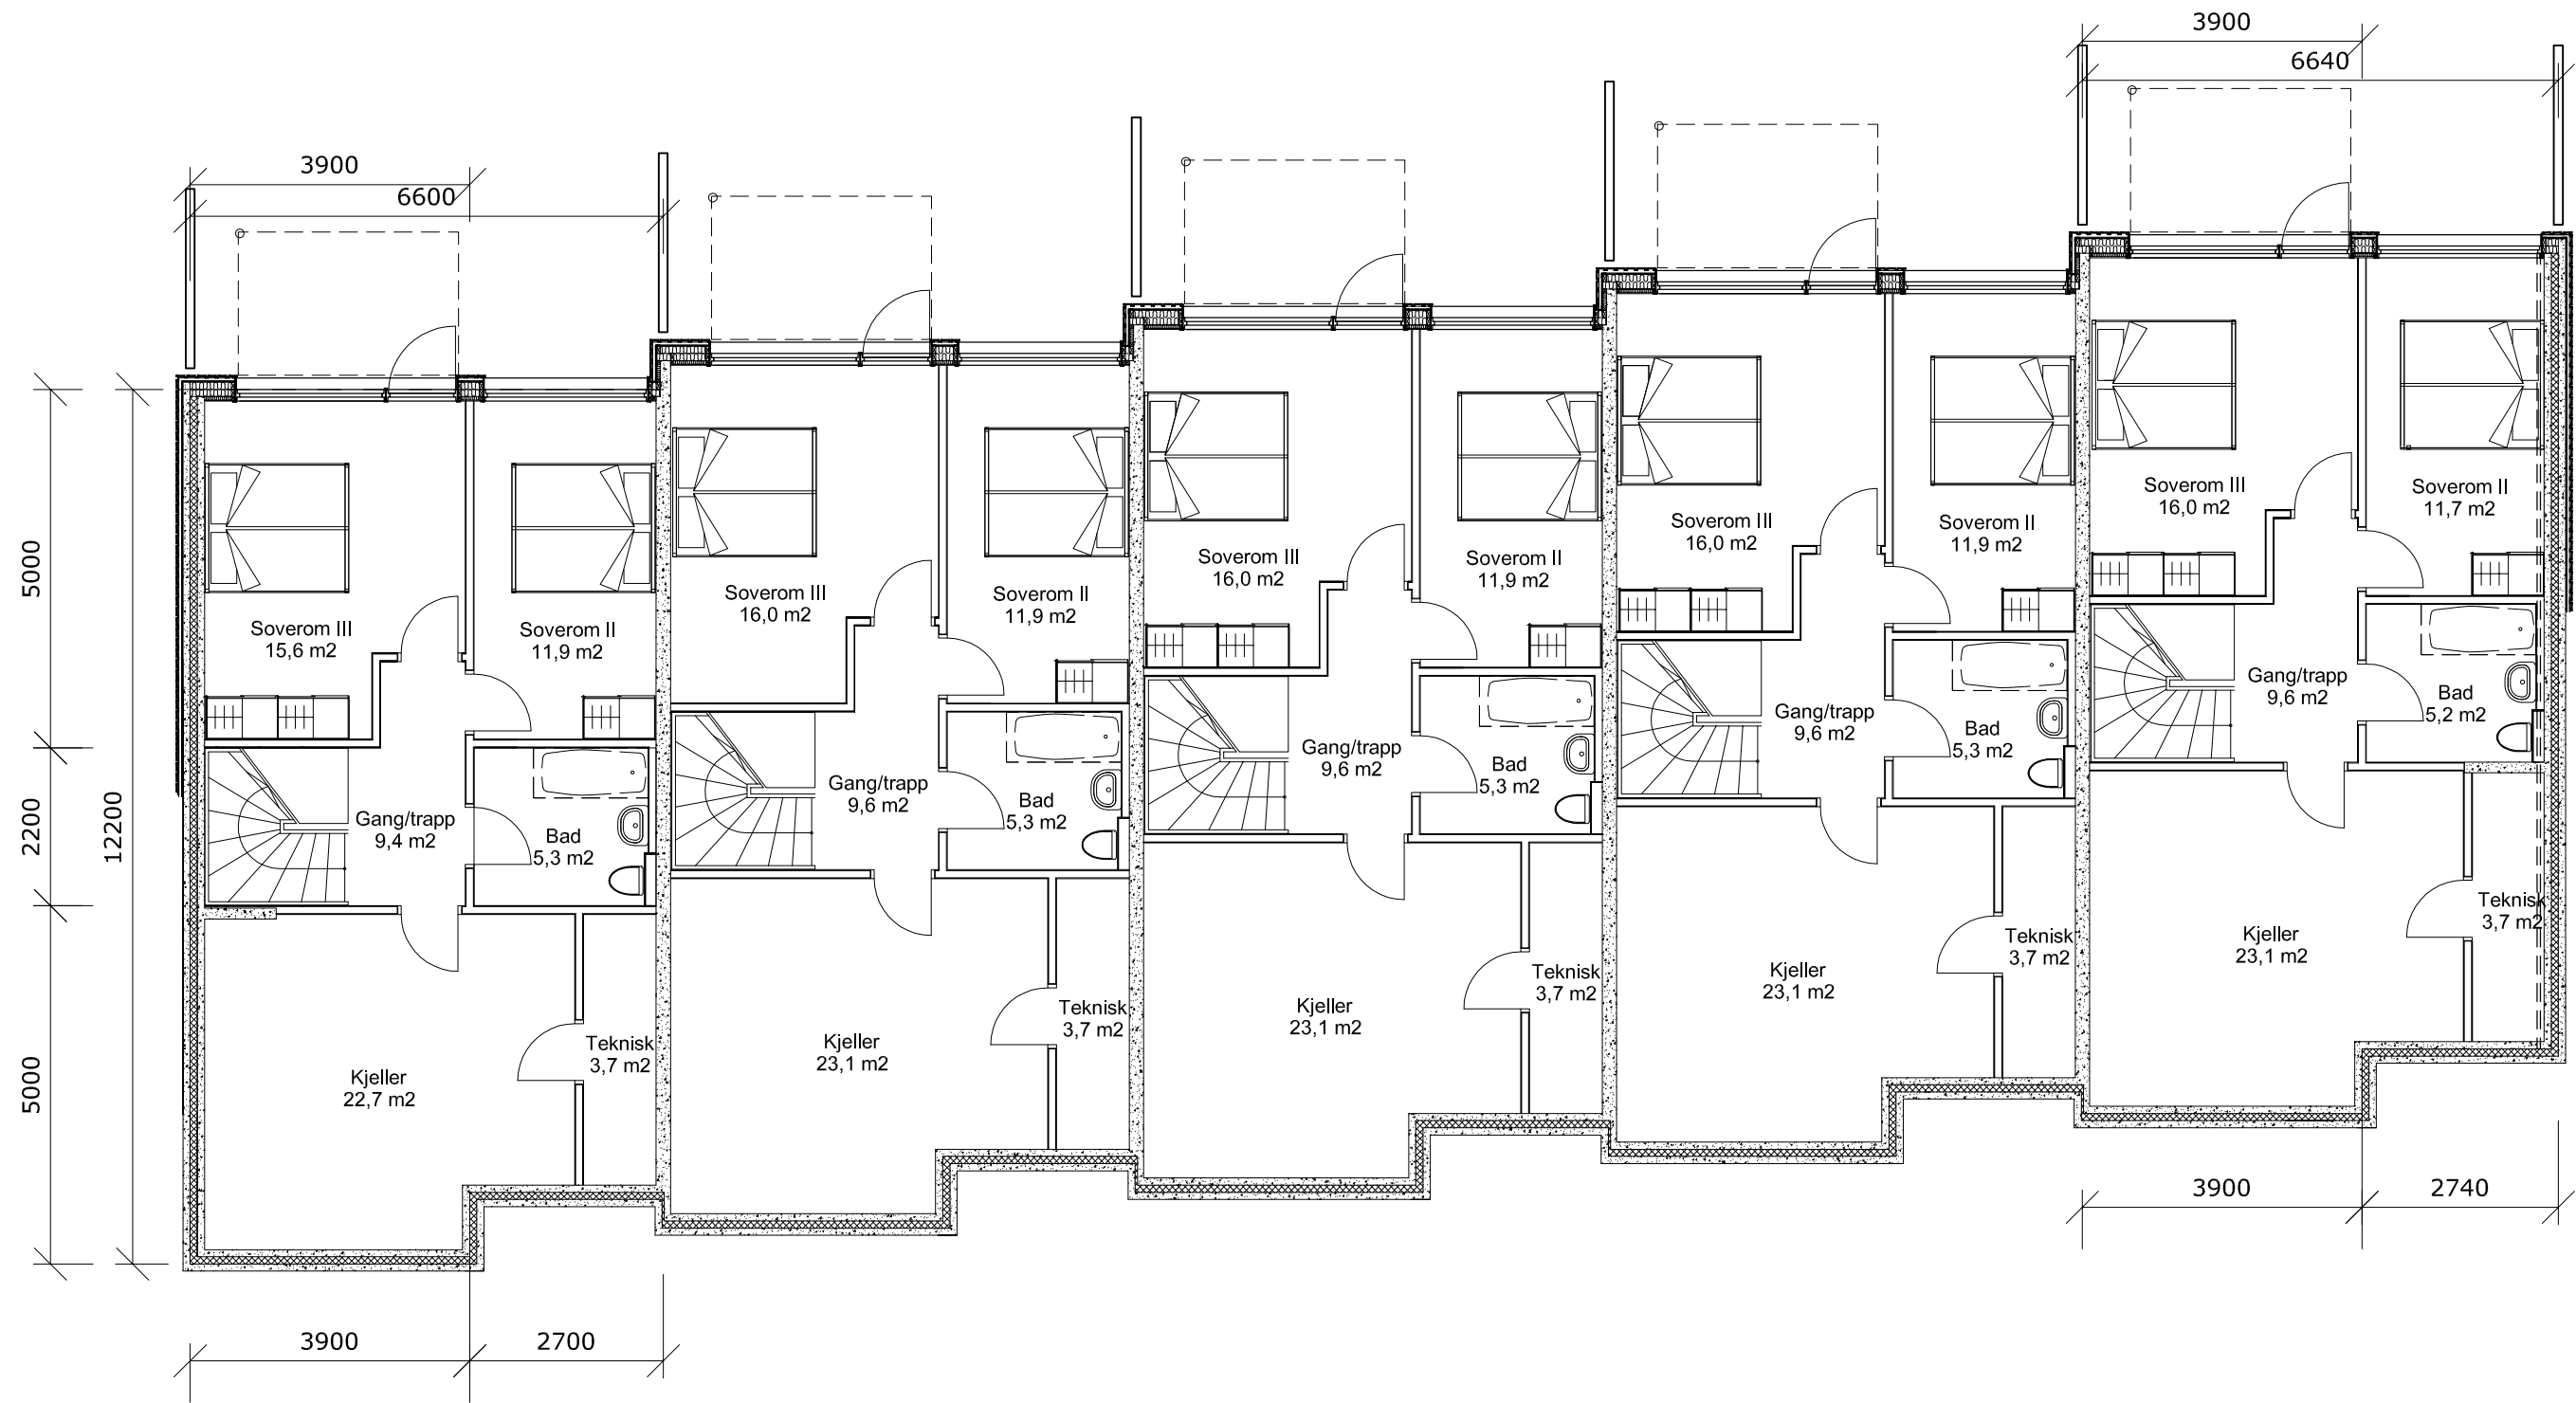 3900
6640
3900
6600
5000
2200
5000
12200
Soverom III
15,6 m2
Soverom II
11,9 m2
Gang/trapp
9,4 m2
Bad
5,3 m2
Kjeller
22,7 m2
Teknisk
3,7 m2
Soverom III
16,0 m2
Soverom II
11,9 m2
Gang/trapp
9,6 m2
Bad
5,3 m2
Kjeller
23,1 m2
Teknisk
3,7 m2
Soverom III
16,0 m2
Soverom II
11,9 m2
Gang/trapp
9,6 m2
Bad
5,3 m2
Kjeller
23,1 m2
Teknisk
3,7 m2
Soverom III
16,0 m2
Soverom II
11,9 m2
Gang/trapp
9,6 m2
Bad
5,3 m2
Kjeller
23,1 m2
Teknisk
3,7 m2
Soverom III
16,0 m2
Soverom II
11,7 m2
Gang/trapp
9,6 m2
Bad
5,2 m2
Kjeller
23,1 m2
Teknisk
3,7 m2
3900
2740
3900
2700